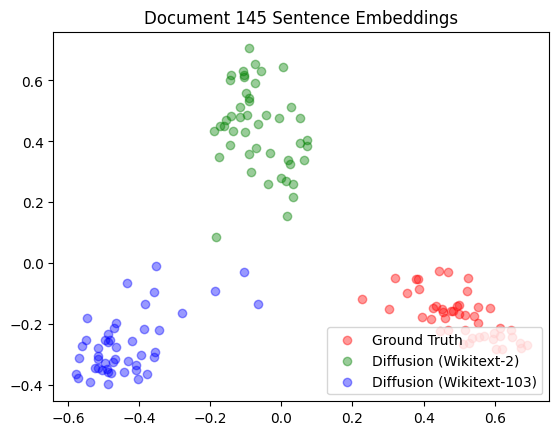 Document 145 Sentence Embeddings
0.6
0.4
0.2
0.0
−0.2
−0.4
Ground Truth
Diffusion (Wikitext-2)
Diffusion (Wikitext-103)
−0.6 −0.4 −0.2 0.0 0.2 0.4 0.6